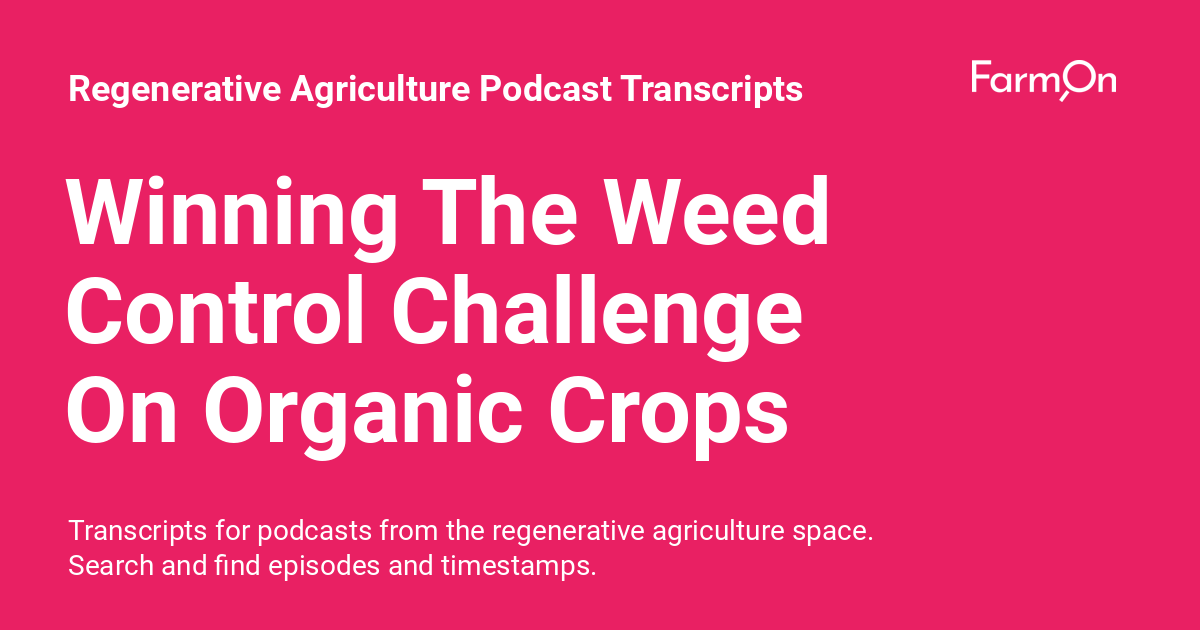 Regenerative Agriculture Podcast Transcripts
FarmOn
Winning The Weed
Control Challenge
On Organic Crops
Transcripts for podcasts from the regenerative agriculture space.
Search and find episodes and timestamps.